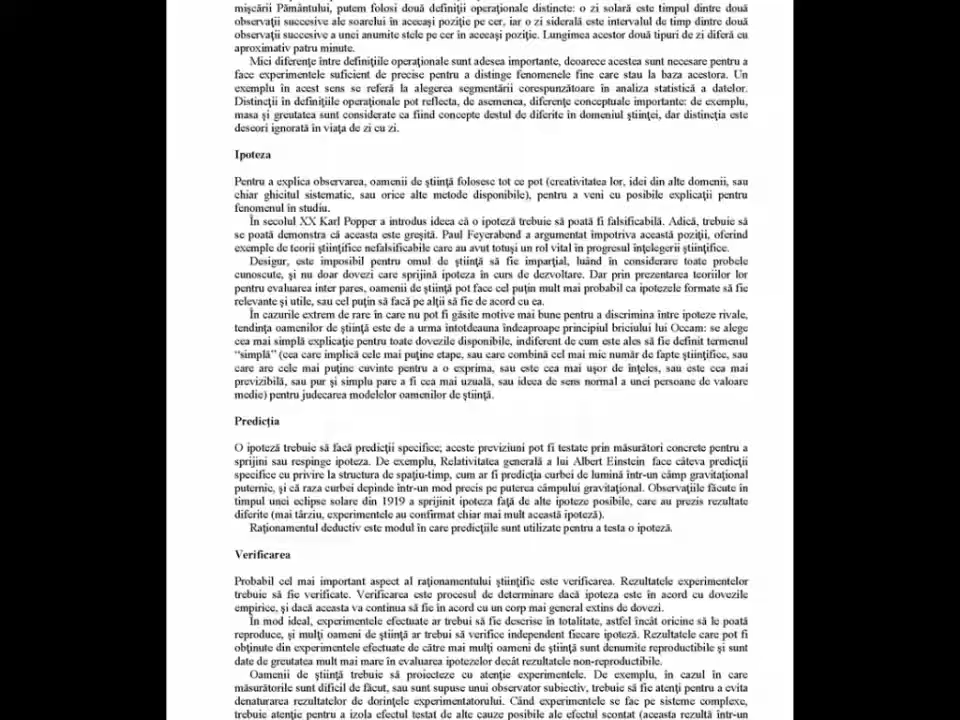 mişcării Pământului, putem folosi două definiţii operaţionale distincte: o zi solară este timpul dintre două
observaţii succesive ale soarelui în aceeaşi poziţie pe cer, iar o zi siderală este intervalul de timp dintre două
observaţii succesive a unei anumite stele pe cer în aceeaşi poziţie. Lungimea acestor două tipuri de zi diferă cu
aproximativ patru minute.
Mici diferenţe între definiţiile operaţionale sunt adesea importante, deoarece acestea sunt necesare pentru a
face experimentele suficient de precise pentru a distinge fenomenele fine care stau la baza acestora. Un
exemplu în acest sens se referă la alegerea segmentării corespunzătoare în analiza statistică a datelor.
Distincţii în definiţiile operaţionale pot reflecta, de asemenea, diferenţe conceptuale importante: de exemplu,
masa şi greutatea sunt considerate ca fiind concepte destul de diferite în domeniul ştiinţei, dar distincţia este
deseori ignorată în viaţa de zi cu zi.
Ipoteza
Pentru a explica observarea, oamenii de ştiinţă folosesc tot ce pot (creativitatea lor, idei din alte domenii, sau
chiar ghicitul sistematic, sau orice alte metode disponibile), pentru a veni cu posibile explicaţii pentru
fenomenul în studiu.
În secolul XX Karl Popper a introdus ideea că o ipoteză trebuie să poată fi falsificabilă. Adică, trebuie să
se poată demonstra că aceasta este greşită. Paul Feyerabend a argumentat împotriva această poziţii, oferind
exemple de teorii ştiinţifice nefalsificabile care au avut totuşi un rol vital în progresul înţelegerii ştiinţifice.
Desigur, este imposibil pentru omul de ştiinţă să fie imparţial, luând în considerare toate probele
cunoscute, şi nu doar dovezi care sprijină ipoteza în curs de dezvoltare. Dar prin prezentarea teoriilor lor
pentru evaluarea inter pares, oamenii de ştiinţă pot face cel puţin mult mai probabil ca ipotezele formate să fie
relevante şi utile, sau cel puţin să facă pe alţii să fie de acord cu ea.
În cazurile extrem de rare în care nu pot fi găsite motive mai bune pentru a discrimina între ipoteze rivale,
tendinţa oamenilor de ştiinţă este de a urma întotdeauna îndeaproape principiul briciului lui Occam: se alege
cea mai simplă explicaţie pentru toate dovezile disponibile, indiferent de cum este ales să fie definit termenul
“simplă” (cea care implică cele mai puţine etape, sau care combină cel mai mic număr de fapte ştiinţifice, sau
care are cele mai puţine cuvinte pentru a o exprima, sau este cea mai uşor de înţeles, sau este cea mai
previzibilă, sau pur şi simplu pare a fi cea mai uzuală, sau ideea de sens normal a unei persoane de valoare
medie) pentru judecarea modelelor oamenilor de ştiinţă.
Predicţia
O ipoteză trebuie să facă predicţii specifice; aceste previziuni pot fi testate prin măsurători concrete pentru a
sprijini sau respinge ipoteza. De exemplu, Relativitatea generală a lui Albert Einstein face câteva predicţii
specifice cu privire la structura de spaţiu-timp, cum ar fi predicţia curbei de lumină într-un câmp gravitaţional
puternic, şi că raza curbei depinde într-un mod precis pe puterea câmpului gravitaţional. Observaţiile făcute în
timpul unei eclipse solare din 1919 a sprijinit ipoteza faţă de alte ipoteze posibile, care au prezis rezultate
diferite (mai târziu, experimentele au confirmat chiar mai mult această ipoteză).
Raţionamentul deductiv este modul în care predicţiile sunt utilizate pentru a testa o ipoteză.
Verificarea
Probabil cel mai important aspect al raţionamentului ştiinţific este verificarea. Rezultatele experimentelor
trebuie să fie verificate. Verificarea este procesul de determinare dacă ipoteza este în acord cu dovezile
empirice, şi dacă aceasta va continua să fie în acord cu un corp mai general extins de dovezi.
În mod ideal, experimentele efectuate ar trebui să fie descrise în totalitate, astfel încât oricine să le poată
reproduce, şi mulţi oameni de ştiinţă ar trebui să verifice independent fiecare ipoteză. Rezultatele care pot fi
obţinute din experimentele efectuate de către mai mulţi oameni de ştiinţă sunt denumite reproductibile şi sunt
date de greutatea mult mai mare în evaluarea ipotezelor decât rezultatele non-reproductibile.
Oamenii de ştiinţă trebuie să proiecteze cu atenţie experimentele. De exemplu, în cazul în care
măsurătorile sunt dificil de făcut, sau sunt supuse unui observator subiectiv, trebuie să fie atenţi pentru a evita
denaturarea rezultatelor de dorinţele experimentatorului. Când experimentele se fac pe sisteme complexe,
trebuie atenţie pentru a izola efectul testat de alte cauze posibile ale efectul scontat (aceasta rezultă într-un